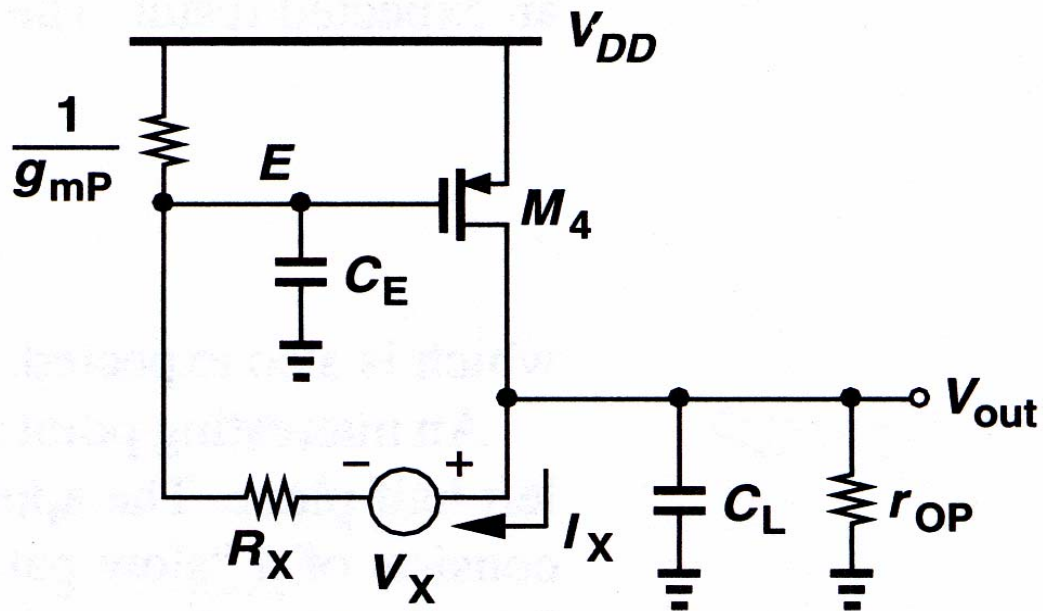 V_DD
1
g_mP
E
M_4
C_E
V_out
− +
R_X
V_X
I_X
C_L
r_OP